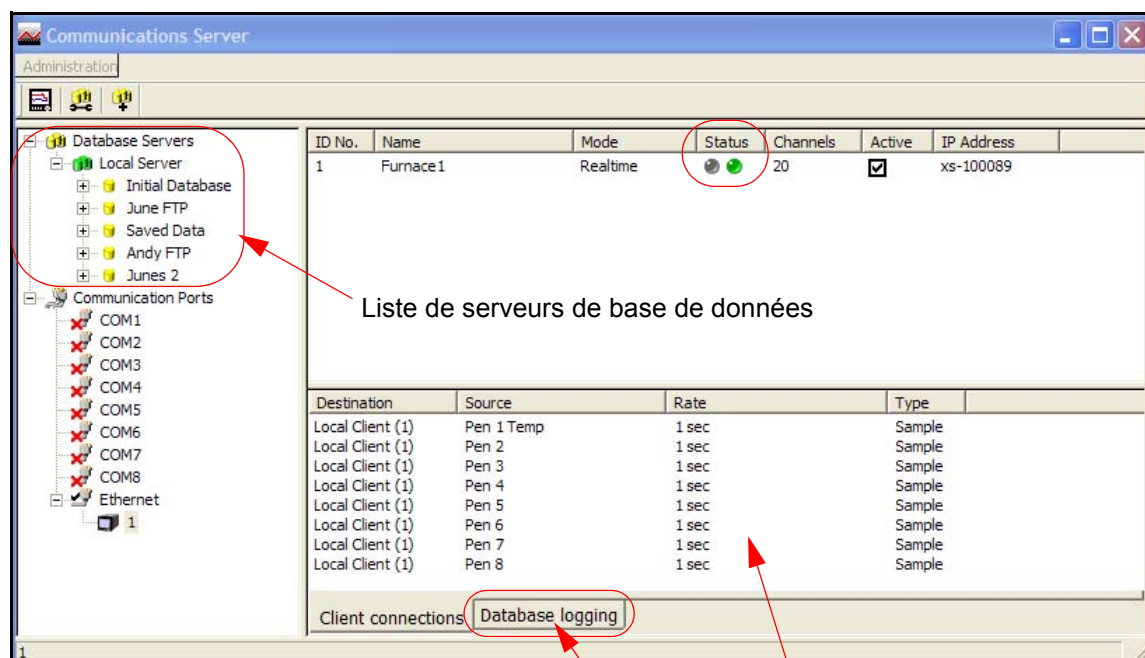 Communications Server
Administration
Database Servers
Local Server
Initial Database
June FTP
Saved Data
Andy FTP
Junes 2
Communication Ports
COM1
COM2
COM3
COM4
COM5
COM6
COM7
COM8
Ethernet
1
ID No. Name Mode Status Channels Active IP Address
1 Furnace1 Realtime 20 xs-100089
Liste de serveurs de base de données
Destination Source Rate Type
Local Client (1) Pen 1 Temp 1 sec Sample
Local Client (1) Pen 2 1 sec Sample
Local Client (1) Pen 3 1 sec Sample
Local Client (1) Pen 4 1 sec Sample
Local Client (1) Pen 5 1 sec Sample
Local Client (1) Pen 6 1 sec Sample
Local Client (1) Pen 7 1 sec Sample
Local Client (1) Pen 8 1 sec Sample
Client connections Database logging
1